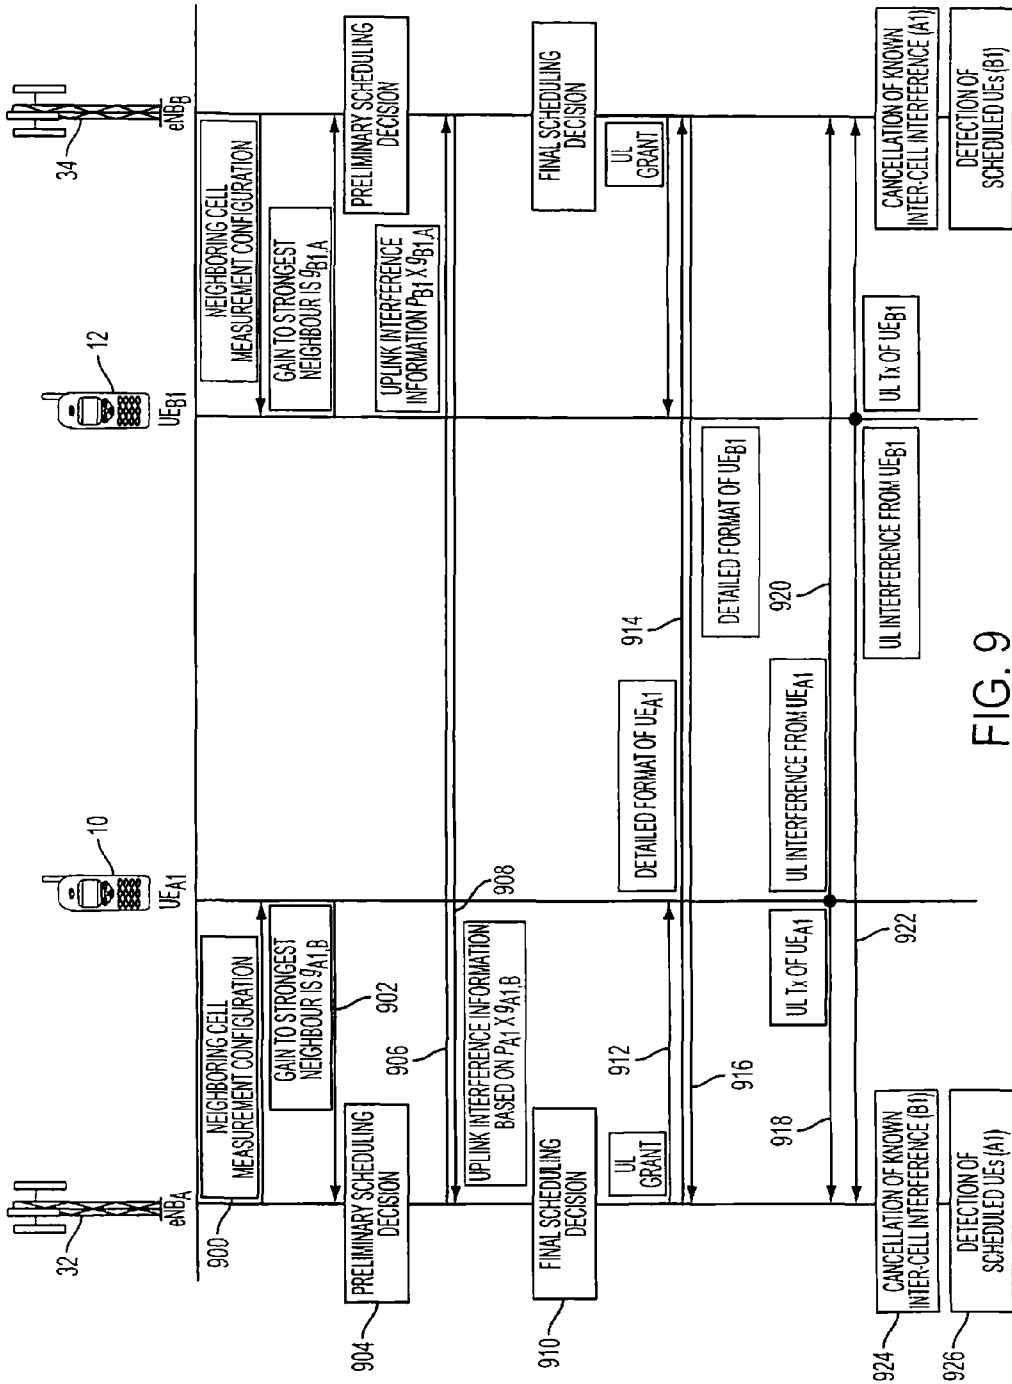 32
eNB_A
10
UE_A1
12
UE_B1
34
eNB_B
900
NEIGHBORING CELL
MEASUREMENT CONFIGURATION
NEIGHBORING CELL
MEASUREMENT CONFIGURATION
GAIN TO STRONGEST
NEIGHBOUR IS g_A1,B
902
GAIN TO STRONGEST
NEIGHBOUR IS g_B1,A
904
PRELIMINARY SCHEDULING
DECISION
PRELIMINARY SCHEDULING
DECISION
906
908
UPLINK INTERFERENCE
INFORMATION P_B1 X g_B1,A
UPLINK INTERFERENCE INFORMATION
BASED ON P_A1 X g_A1,B
910
FINAL SCHEDULING
DECISION
FINAL SCHEDULING
DECISION
UL
GRANT
912
UL
GRANT
DETAILED FORMAT OF UE_A1
914
916
DETAILED FORMAT OF UE_B1
918
UL Tx OF UE_A1
UL INTERFERENCE FROM UE_A1
920
922
UL INTERFERENCE FROM UE_B1
UL Tx OF UE_B1
924
CANCELLATION OF KNOWN
INTER-CELL INTERFERENCE (B1)
CANCELLATION OF KNOWN
INTER-CELL INTERFERENCE (A1)
926
DETECTION OF
SCHEDULED UEs (A1)
DETECTION OF
SCHEDULED UEs (B1)
FIG. 9